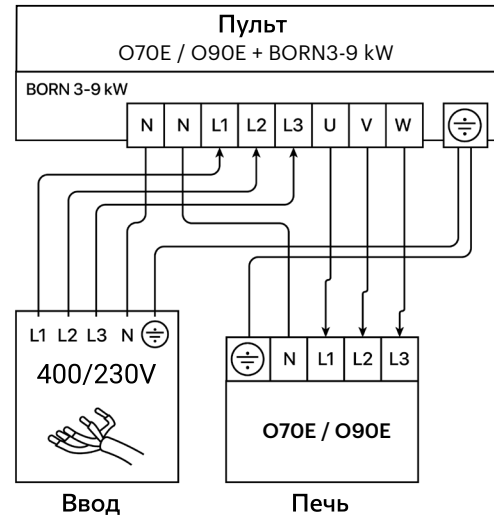 Пульт
O70E / O90E + BORN3-9 kW
BORN 3-9 kW
N N L1 L2 L3 U V W
L1 L2 L3 N
400/230V
N L1 L2 L3
O70E / O90E
Ввод
Печь